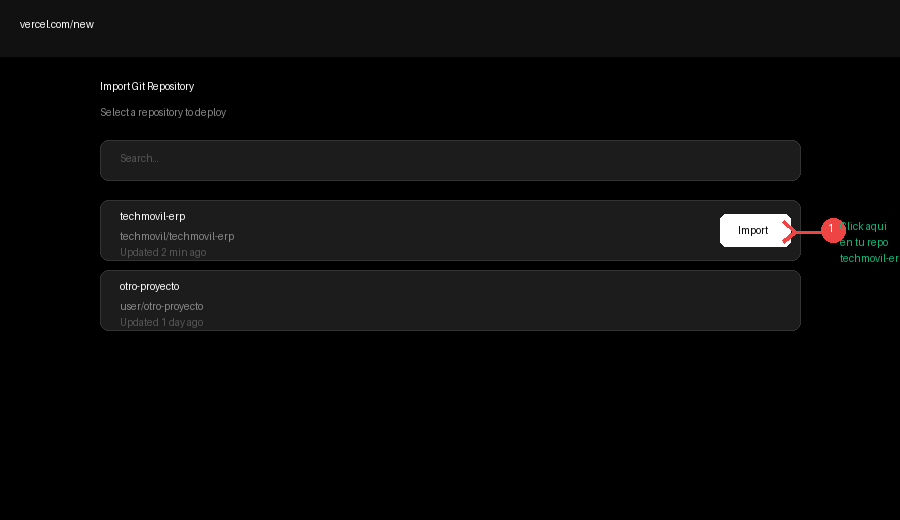 vercel.com/new
Import Git Repository
Select a repository to deploy
Search...
techmovil-erp
techmovil/techmovil-erp
Updated 2 min ago
Import
1
Click aqui
en tu repo
techmovil-er
otro-proyecto
user/otro-proyecto
Updated 1 day ago